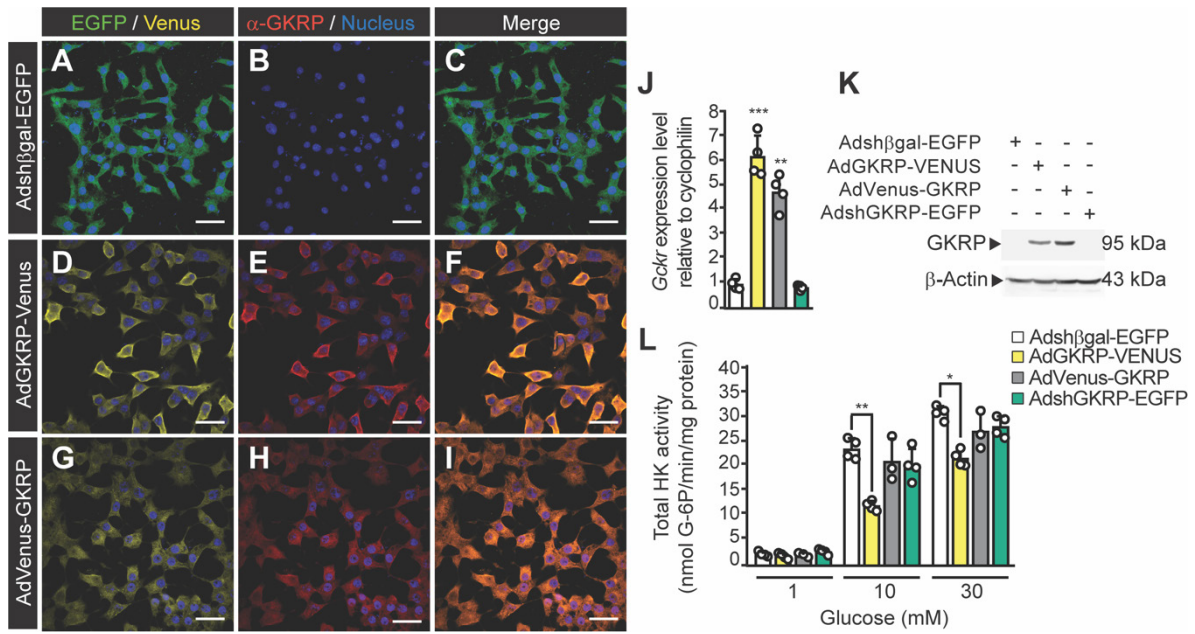 EGFP / Venus
α-GKRP / Nucleus
Merge
Adshβgal-EGFP
A
B
C
AdGKRP-Venus
D
E
F
AdVenus-GKRP
G
H
I
J
Gckr expression level
relative to cyclophilin
8
7
6
5
4
3
2
1
0
***
**
K
Adshβgal-EGFP + - - -
AdGKRP-VENUS - + - -
AdVenus-GKRP - - + -
AdshGKRP-EGFP - - - +
GKRP 95 kDa
β-Actin 43 kDa
L
Total HK activity
(nmol G-6P/min/mg protein)
40
35
30
25
20
15
10
5
0
**
*
1 10 30
Glucose (mM)
Adshβgal-EGFP
AdGKRP-VENUS
AdVenus-GKRP
AdshGKRP-EGFP